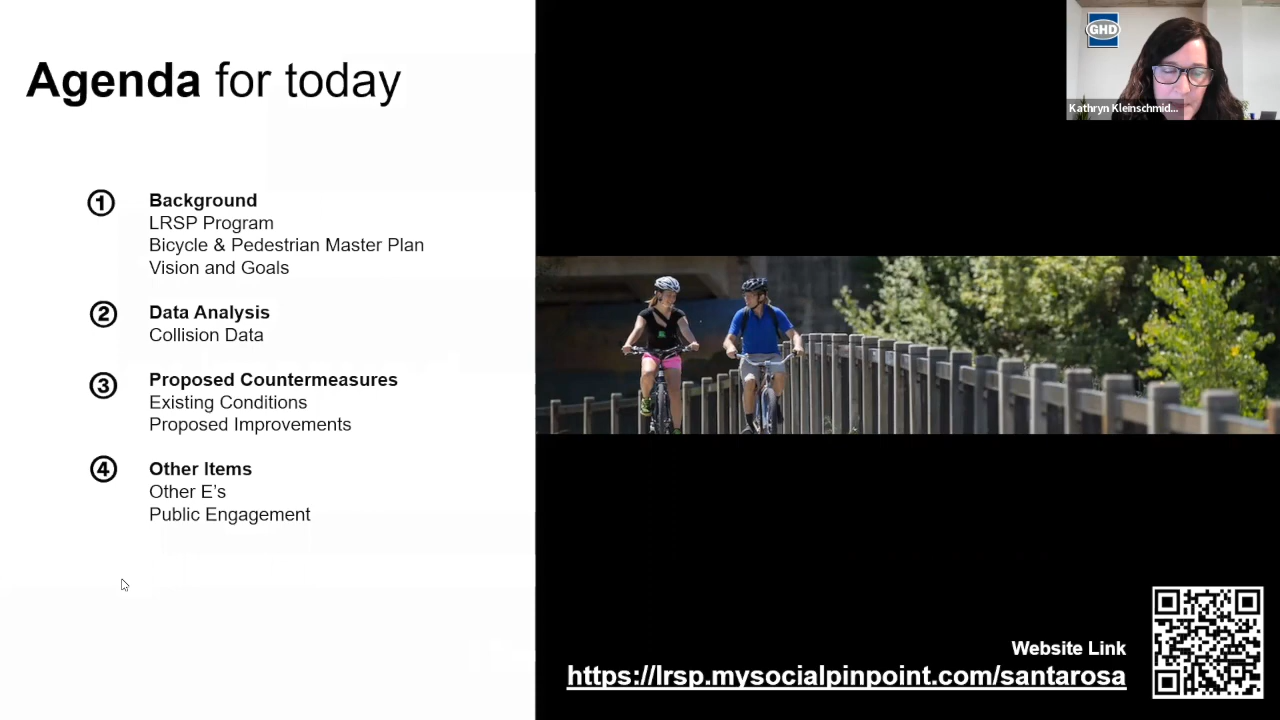 Agenda for today
GHD
Kathryn Kleinschmid...
1
Background
LRSP Program
Bicycle & Pedestrian Master Plan
Vision and Goals
2
Data Analysis
Collision Data
3
Proposed Countermeasures
Existing Conditions
Proposed Improvements
4
Other Items
Other E's
Public Engagement
Website Link
https://lrsp.mysocialpinpoint.com/santarosa